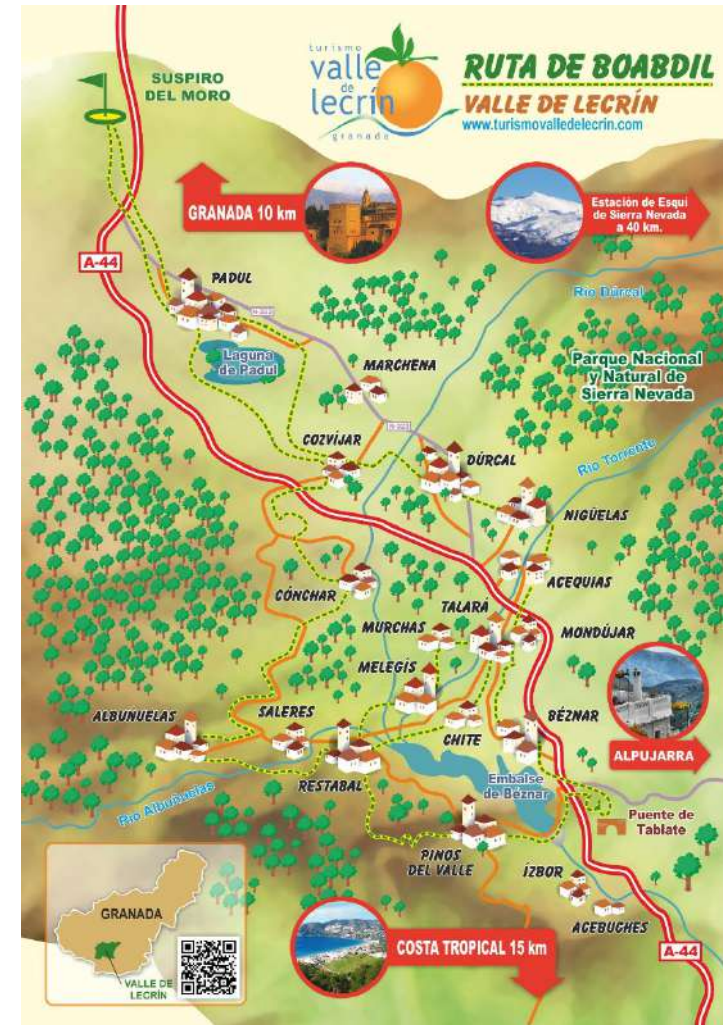 turismo
valle
de
lecrín
granada
RUTA DE BOABDIL
VALLE DE LECRÍN
www.turismovalledelecrin.com
SUSPIRO
DEL MORO
GRANADA 10 km
Estación de Esquí
de Sierra Nevada
a 40 km.
A-44
PADUL
N-323
Río Dúrcal
Laguna
de Padul
MARCHENA
Parque Nacional
y Natural de
Sierra Nevada
N-323
COZVÍJAR
DÚRCAL
Río Torrente
NIGÜELAS
CÓNCHAR
ACEQUIAS
TALARÁ
MURCHAS
MONDÚJAR
MELEGÍS
ALBUÑUELAS
SALERES
CHITE
BÉZNAR
ALPUJARRA
RESTABAL
Embalse
de Béznar
Río Albuñuelas
Puente de
Tablate
PINOS
DEL VALLE
ÍZBOR
ACEBUCHES
GRANADA
VALLE DE
LECRÍN
COSTA TROPICAL 15 km
A-44